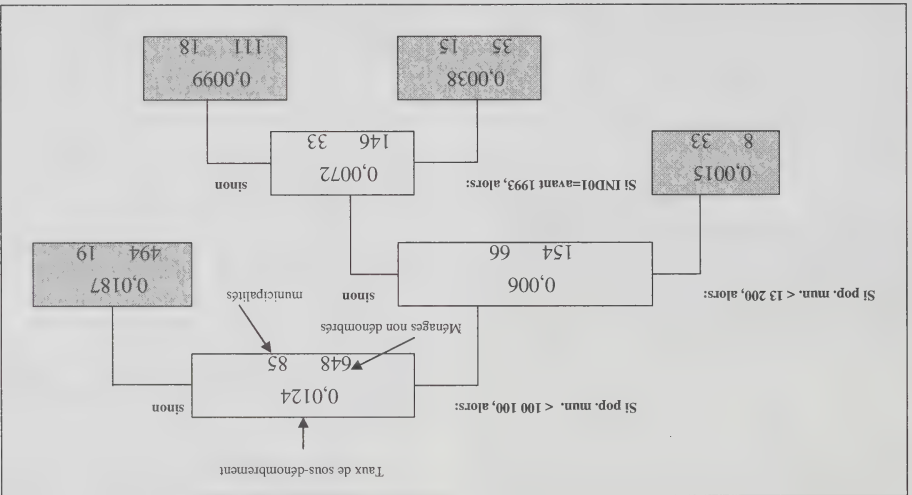 Taux de sous-dénombrement
Si pop. mun. < 100 100, alors:
0,0124
648 85
sinon
Ménages non dénombrés
municipalités
Si pop. mun. < 13 200, alors:
0,006
154 66
sinon
0,0187
494 19
0,0015
8 33
Si IND01=avant 1993, alors:
0,0072
146 33
sinon
0,0038
35 15
0,0099
111 18